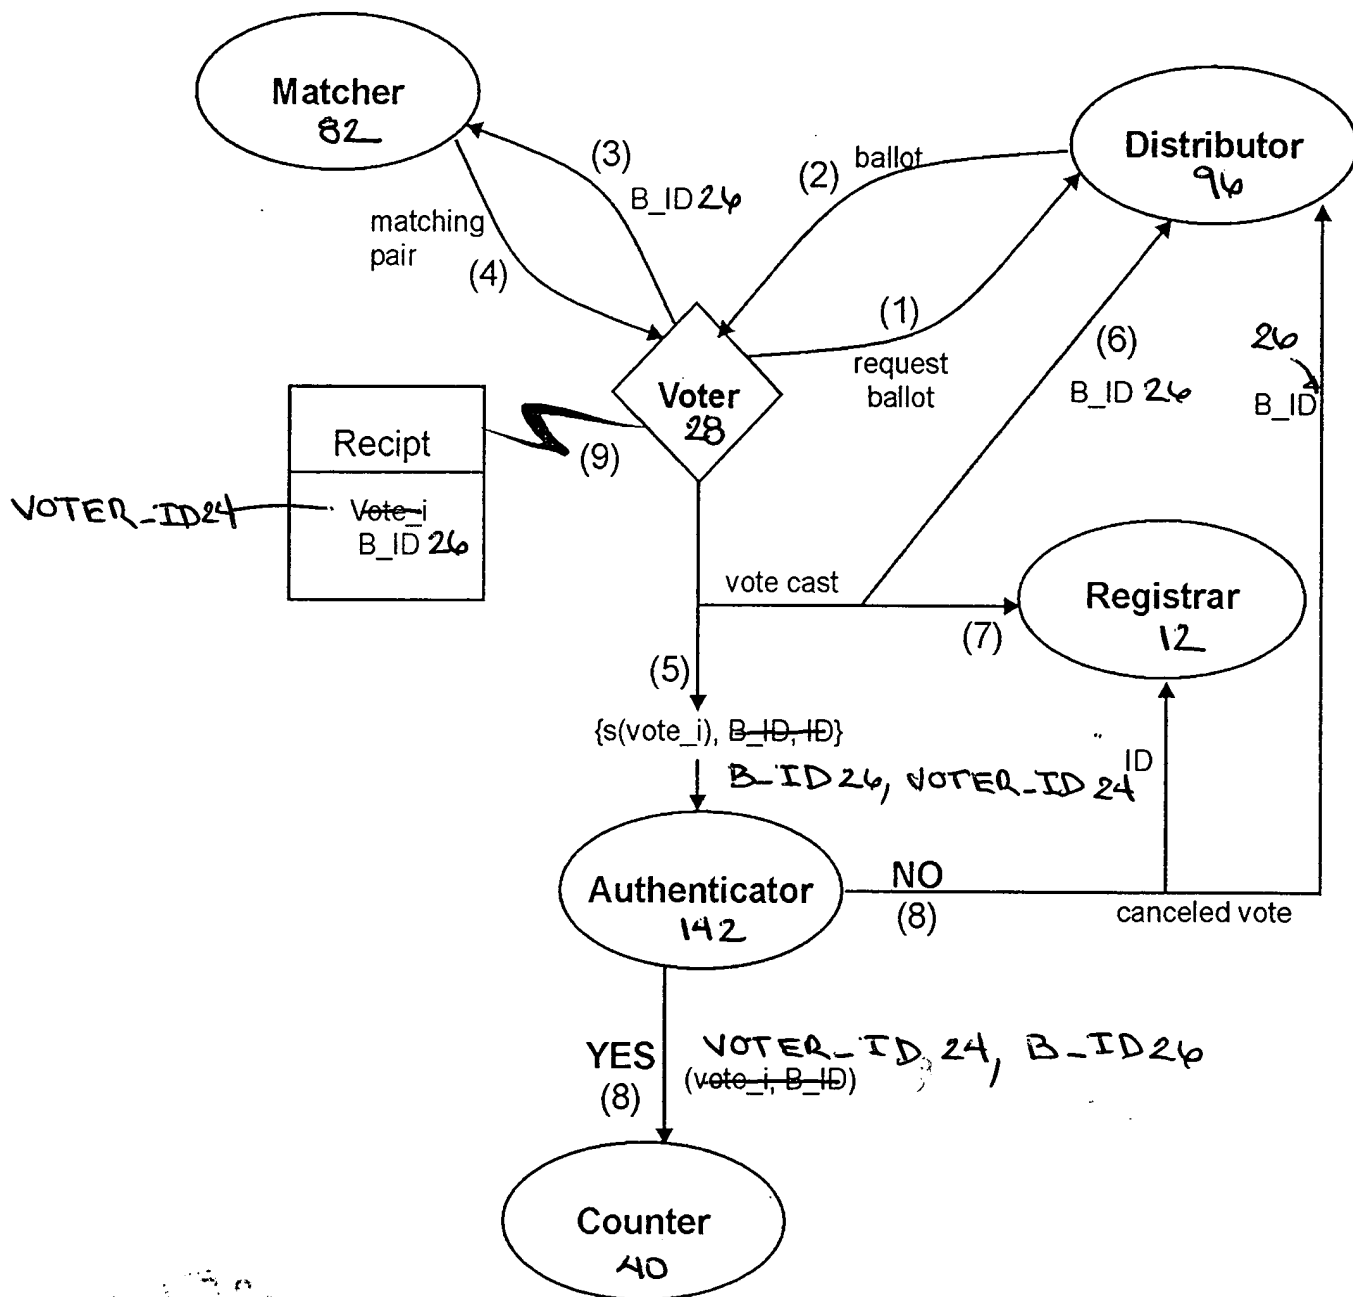 Matcher
82
Distributor
96
(3)
B_ID 26
(2)
ballot
matching
pair
(4)
(1)
request
ballot
(6)
B_ID 26
26
B_ID
Voter
28
Recipt
(9)
VOTER_ID24
Vote_i
B_ID 26
vote cast
(7)
Registrar
12
(5)
{s(vote_i), B_ID, ID}
B_ID 26, VOTER_ID 24
ID
Authenticator
142
NO
(8)
canceled vote
YES
(8)
VOTER_ID 24, B_ID26
(vote_i, B_ID)
Counter
40